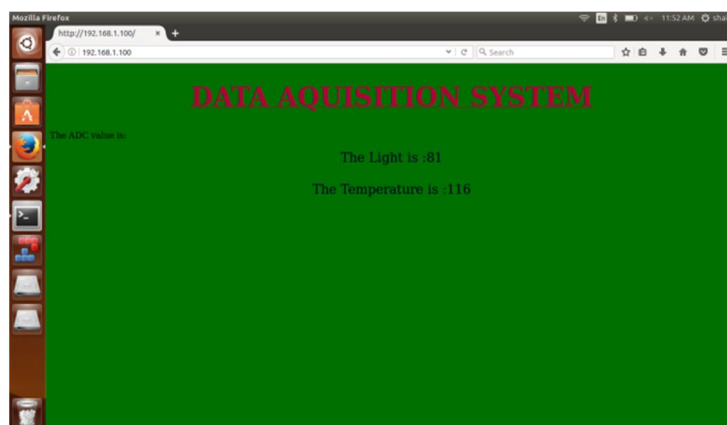 Mozilla Firefox
En
11:52 AM
http://192.168.1.100/ × +
192.168.1.100
Search
DATA AQUISITION SYSTEM
The ADC value is:
The Light is :81
The Temperature is :116